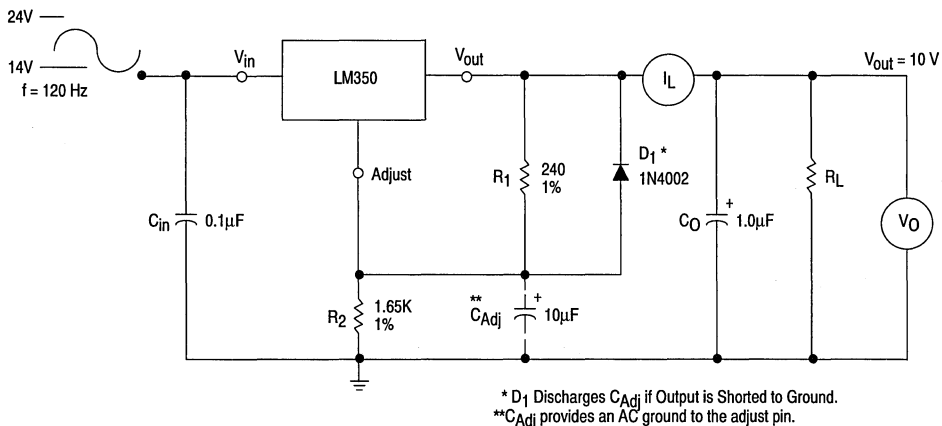 24V
14V
f = 120 Hz
Vin
LM350
Vout
IL
Vout = 10 V
Adjust
R1
240
1%
D1 *
1N4002
RL
Cin
0.1μF
CO
+
1.0μF
VO
R2
1.65K
1%
**
CAdj
+
10μF
* D1 Discharges CAdj if Output is Shorted to Ground.
**CAdj provides an AC ground to the adjust pin.